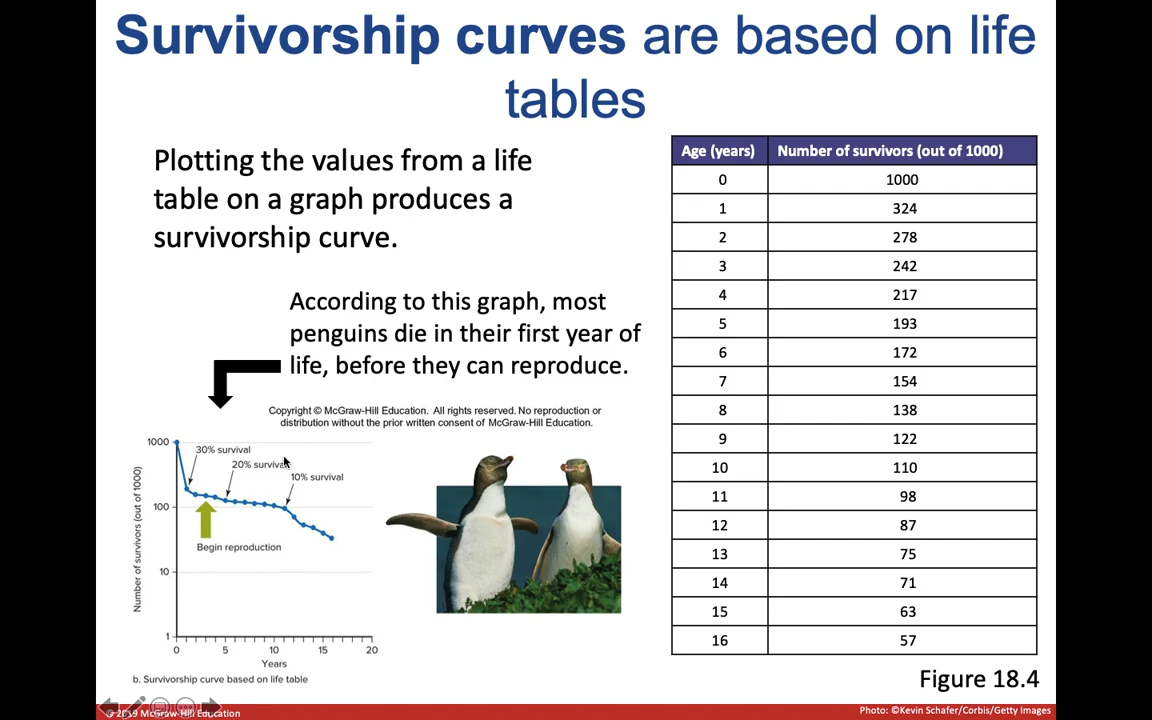 Survivorship curves are based on life
tables
Plotting the values from a life
table on a graph produces a
survivorship curve.
According to this graph, most
penguins die in their first year of
life, before they can reproduce.
Copyright © McGraw-Hill Education. All rights reserved. No reproduction or
distribution without the prior written consent of McGraw-Hill Education.
Number of survivors (out of 1000)
1000
100
10
1
30% survival
20% survival
10% survival
Begin reproduction
0 5 10 15 20
Years
b. Survivorship curve based on life table
Age (years) Number of survivors (out of 1000)
0 1000
1 324
2 278
3 242
4 217
5 193
6 172
7 154
8 138
9 122
10 110
11 98
12 87
13 75
14 71
15 63
16 57
Figure 18.4
© 2019 McGraw-Hill Education
Photo: ©Kevin Schafer/Corbis/Getty Images